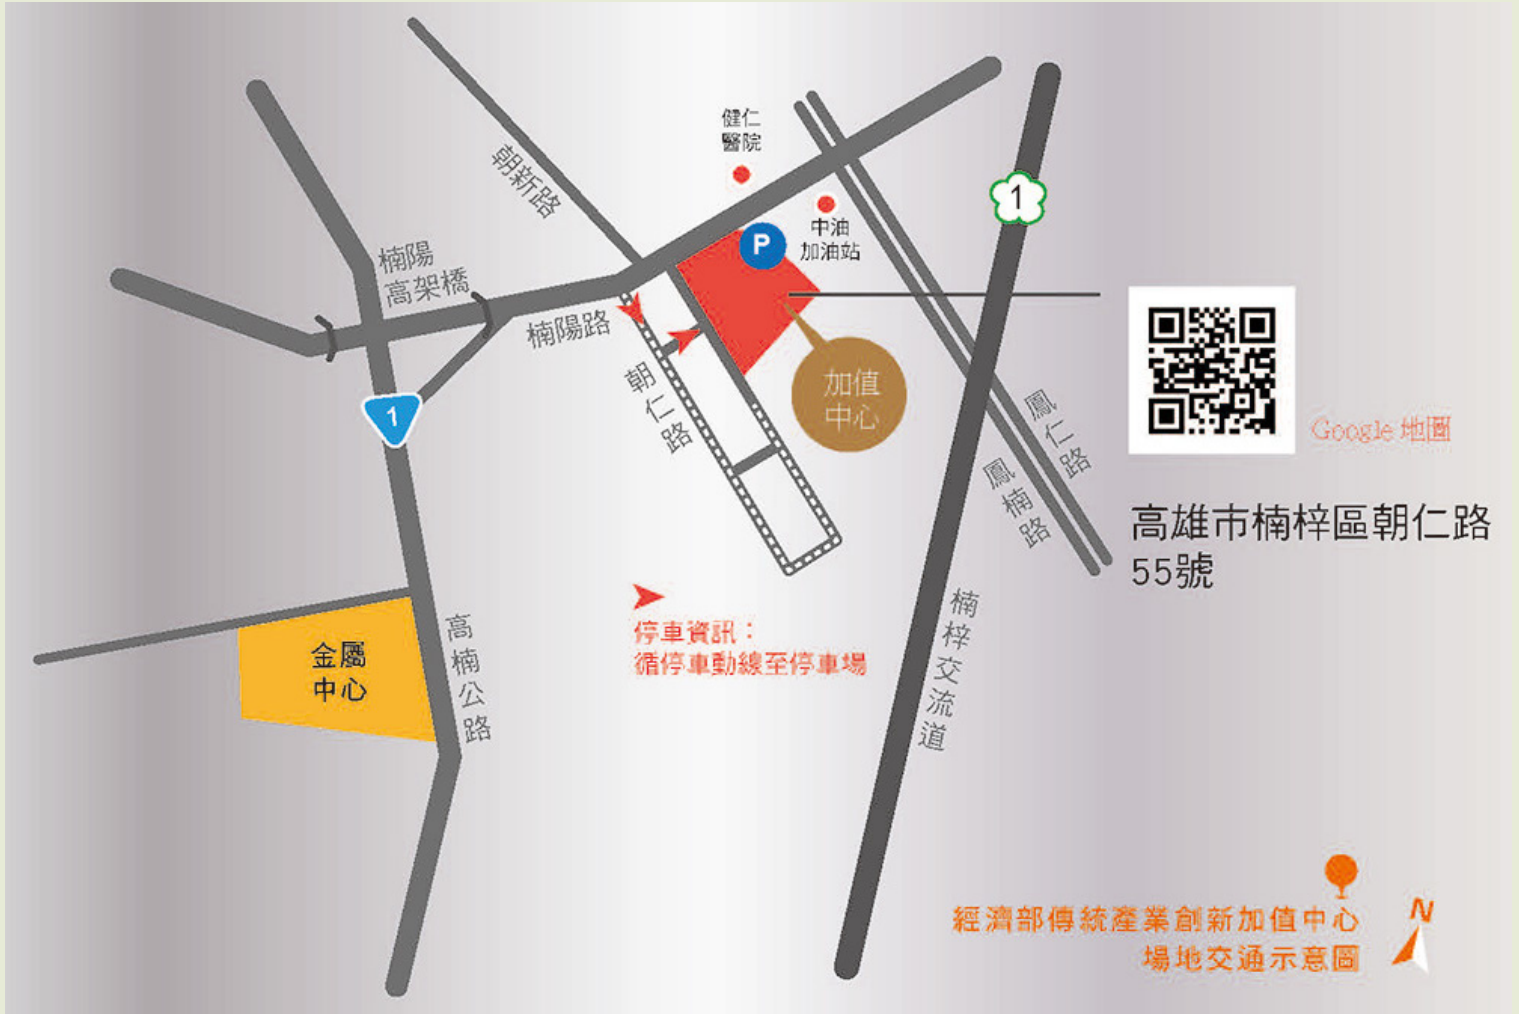 健仁
醫院
朝新路
1
中油
加油站
P
楠陽
高架橋
楠陽路
朝仁路
加值
中心
1
鳳仁路
鳳楠路
Google 地圖
高雄市楠梓區朝仁路
55號
停車資訊：
循停車動線至停車場
楠梓交流道
金屬
中心
高楠公路
經濟部傳統產業創新加值中心
場地交通示意圖
N